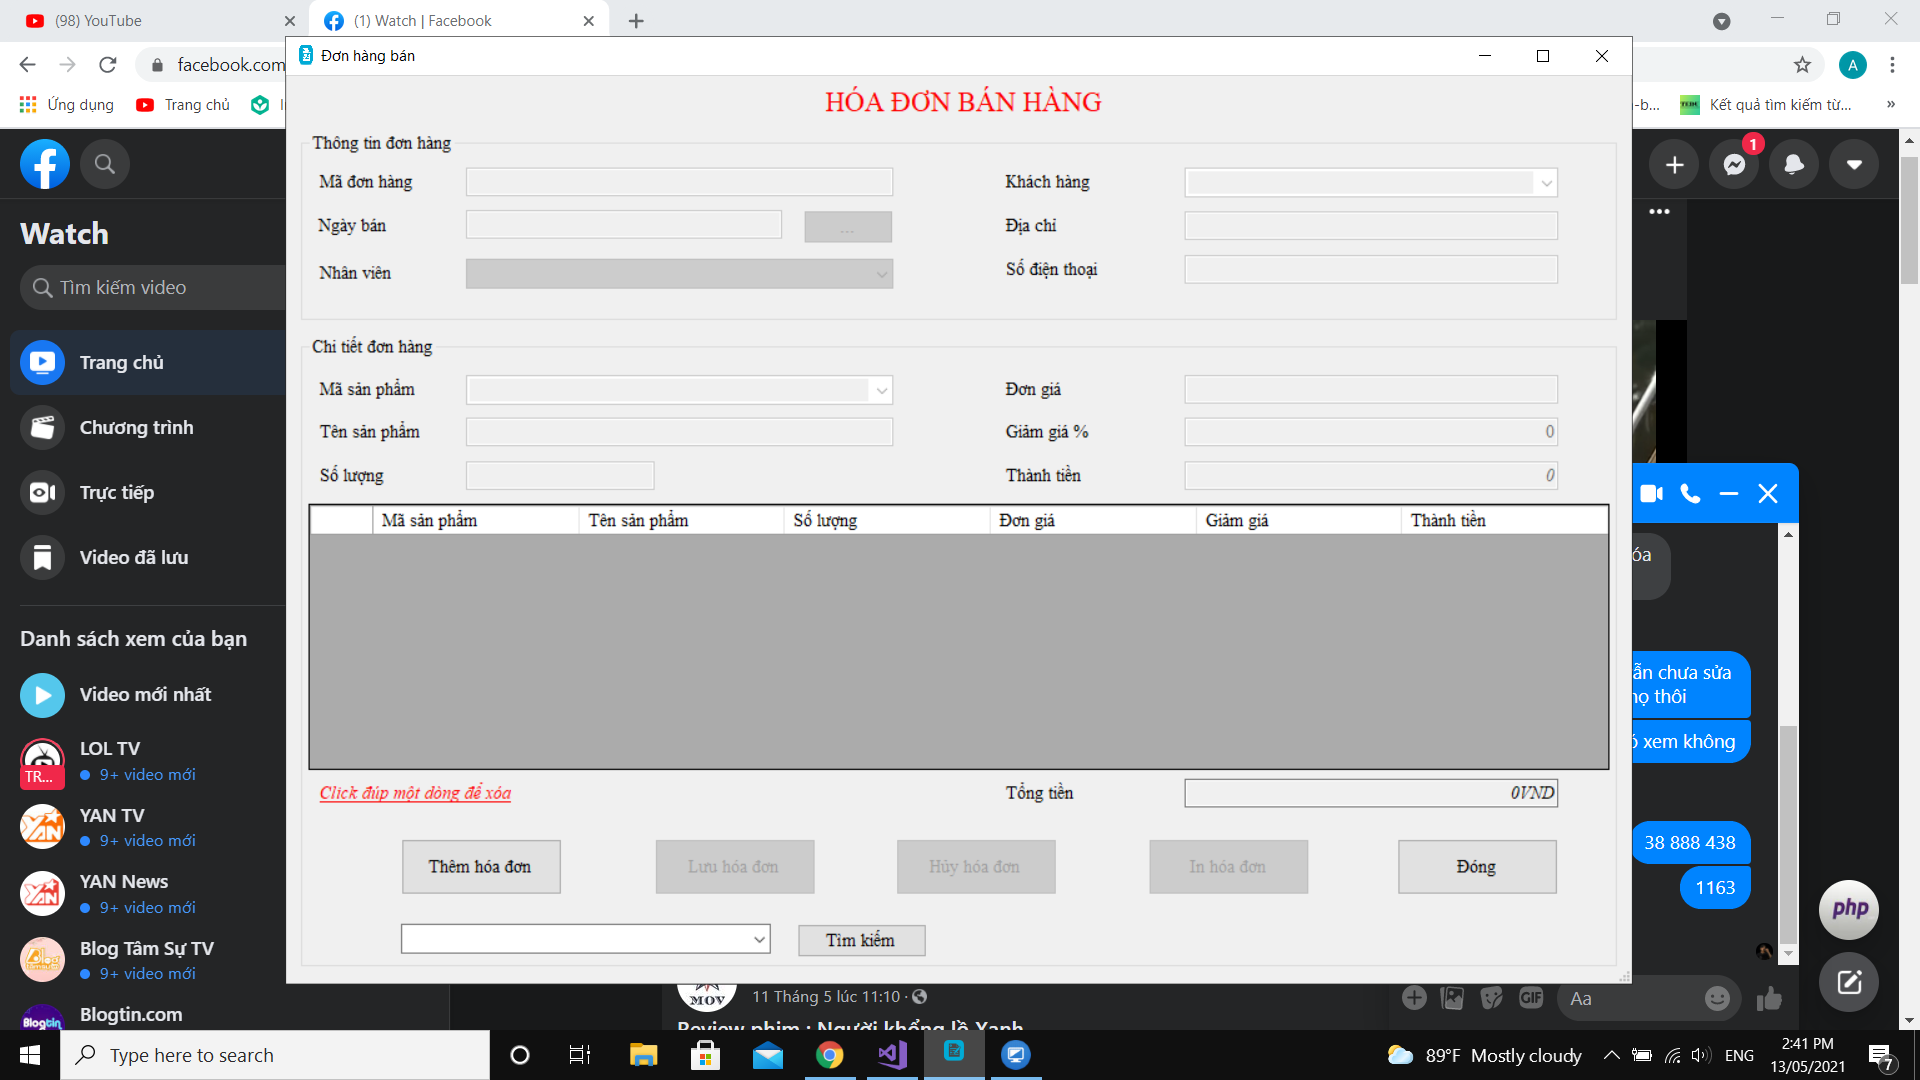 (98) YouTube
(1) Watch | Facebook
facebook.com
A
Ứng dụng
Trang chủ
Kết quả tìm kiếm từ...
»
Đơn hàng bán
HÓA ĐƠN BÁN HÀNG
Thông tin đơn hàng
Mã đơn hàng
Khách hàng
Ngày bán
...
Địa chỉ
Nhân viên
Số điện thoại
Chi tiết đơn hàng
Mã sản phẩm
Đơn giá
Tên sản phẩm
Giảm giá %
0
Số lượng
Thành tiền
0
Mã sản phẩm
Tên sản phẩm
Số lượng
Đơn giá
Giảm giá
Thành tiền
Click đúp một dòng để xóa
Tổng tiền
0VND
Thêm hóa đơn
Lưu hóa đơn
Hủy hóa đơn
In hóa đơn
Đóng
Tìm kiếm
Watch
Tìm kiếm video
Trang chủ
Chương trình
Trực tiếp
Video đã lưu
Danh sách xem của bạn
Video mới nhất
LOL TV
TR...
9+ video mới
YAN TV
9+ video mới
YAN News
9+ video mới
Blog Tâm Sự TV
9+ video mới
Blogtin.com
Blogtin
MOV
11 Tháng 5 lúc 11:10 ·
Review phim : Người khổng lồ Xanh
1
óa
ẫn chưa sửa
họ thôi
ó xem không
38 888 438
1163
php
GIF
Aa
Type here to search
89°F Mostly cloudy
ENG
2:41 PM
13/05/2021
7